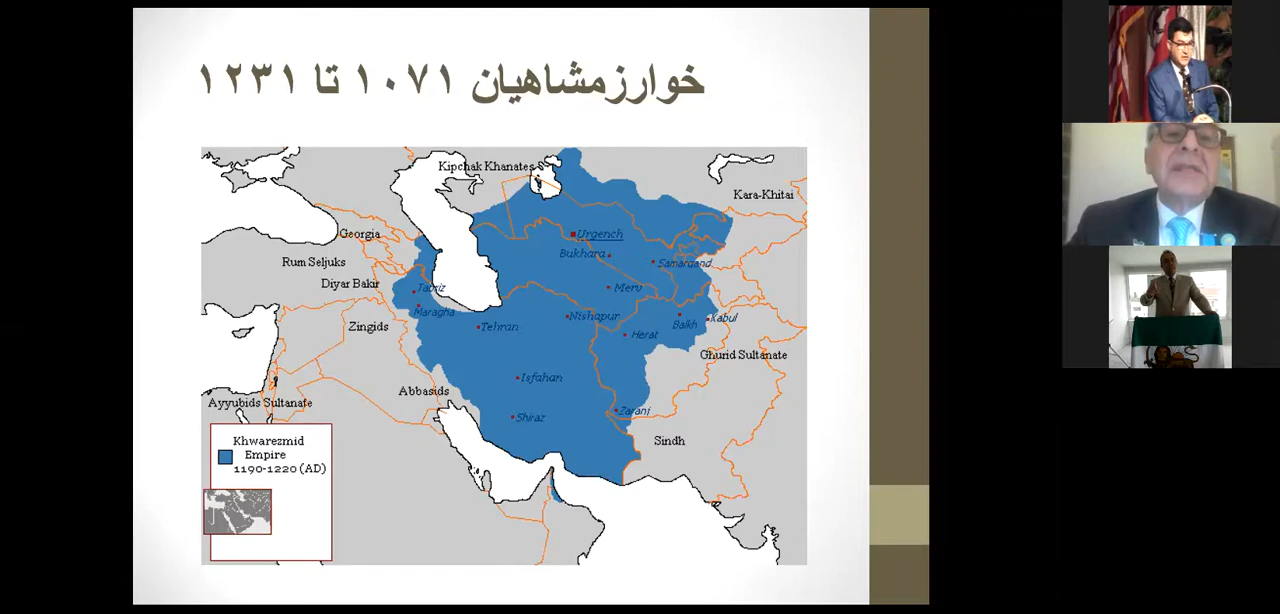 خوارزمشاهیان ۱۰۷۱ تا ۱۲۳۱
Kipchak Khanates
Kara-Khitai
Georgia
Urgench
Rum Seljuks
Bukhara
Samarqand
Diyar Bakir
Tabriz
Merv
Maragha
Nishapur
Kabul
Zingids
Tehran
Balkh
Herat
Ghurid Sultanate
Isfahan
Abbasids
Ayyubids Sultanate
Zaranj
Shiraz
Sindh
Khwarezmid
Empire
1190-1220 (AD)